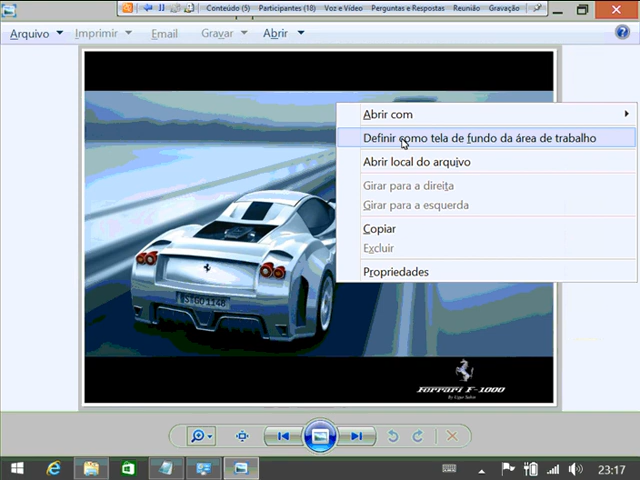 Conteúdo (5) Participantes (18) Voz e Vídeo Perguntas e Respostas Reunião Gravação
Arquivo Imprimir Email Gravar Abrir
Abrir com
Definir como tela de fundo da área de trabalho
Abrir local do arquivo
Girar para a direita
Girar para a esquerda
Copiar
Excluir
Propriedades
Ferrari F-1000
23:17